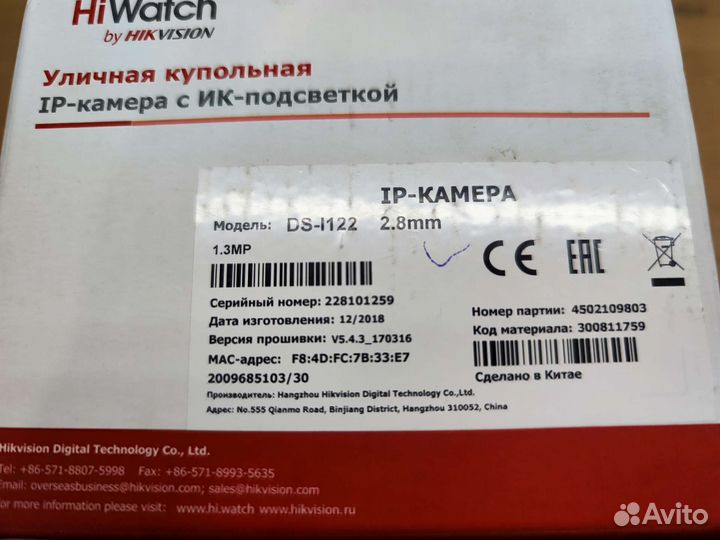 HiWatch
by HIKVISION
Уличная купольная
IP-камера с ИК-подсветкой
IP-КАМЕРА
Модель: DS-I122 2.8mm
1.3MP
CE EAC
Серийный номер: 228101259
Дата изготовления: 12/2018
Версия прошивки: V5.4.3_170316
MAC-адрес: F8:4D:FC:7B:33:E7
2009685103/30
Номер партии: 4502109803
Код материала: 300811759
Сделано в Китае
Производитель: Hangzhou Hikvision Digital Technology Co.,Ltd.
Адрес: No.555 Qianmo Road, Binjiang District, Hangzhou 310052, China
Hikvision Digital Technology Co., Ltd.
Tel: +86-571-8807-5998 Fax: +86-571-8993-5635
Email: overseasbusiness@hikvision.com; sales@hikvision.com
for more information please visit: www.hi.watch www.hikvision.ru
Avito